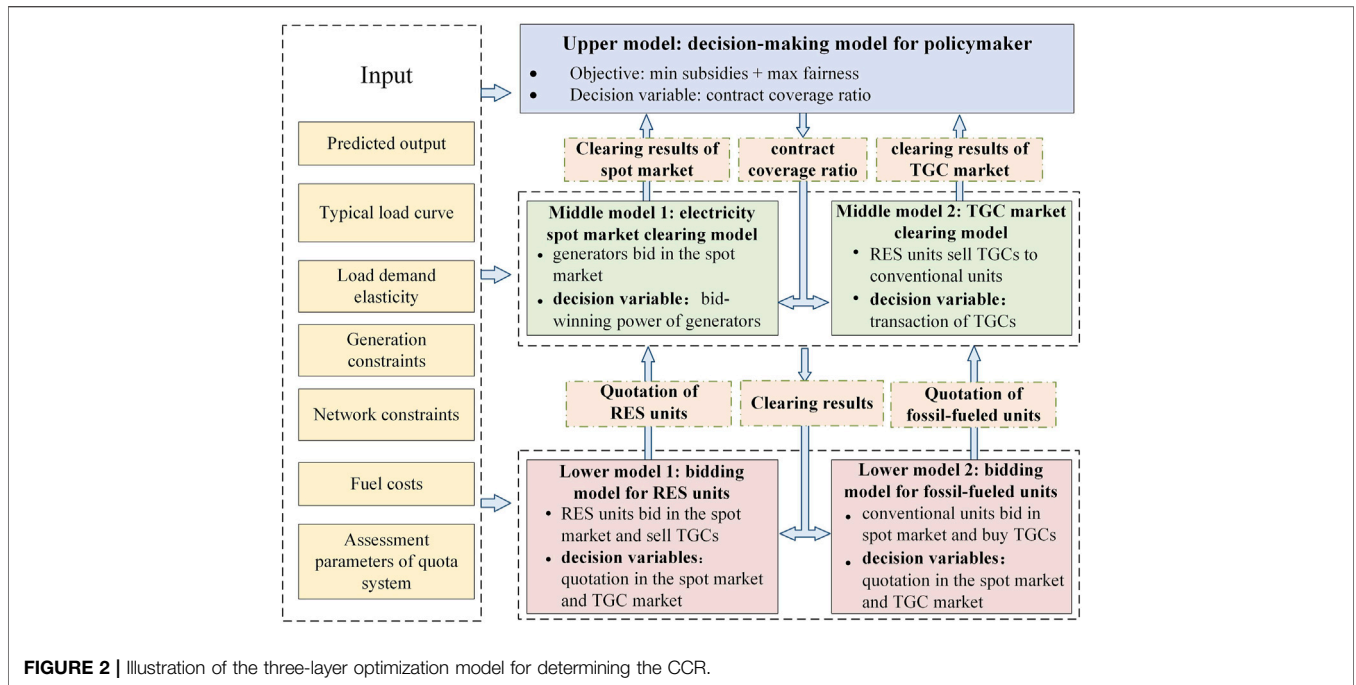 Input
Predicted output
Typical load curve
Load demand
elasticity
Generation
constraints
Network constraints
Fuel costs
Assessment
parameters of quota
system
Upper model: decision-making model for policymaker
• Objective: min subsidies + max fairness
• Decision variable: contract coverage ratio
Clearing results of
spot market
contract
coverage ratio
clearing results of
TGC market
Middle model 1: electricity
spot market clearing model
• generators bid in the spot
market
• decision variable: bid-
winning power of generators
Middle model 2: TGC market
clearing model
• RES units sell TGCs to
conventional units
• decision variable:
transaction of TGCs
Quotation of
RES units
Clearing results
Quotation of
fossil-fueled units
Lower model 1: bidding
model for RES units
• RES units bid in the spot
market and sell TGCs
• decision variables:
quotation in the spot market
and TGC market
Lower model 2: bidding
model for fossil-fueled units
• conventional units bid in
spot market and buy TGCs
• decision variables:
quotation in the spot market
and TGC market
FIGURE 2 | Illustration of the three-layer optimization model for determining the CCR.